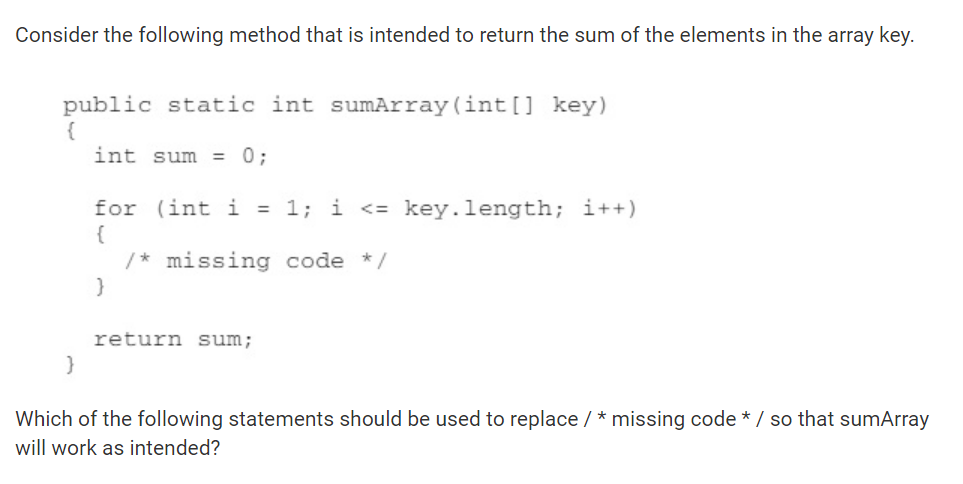 Consider the following method that is intended to return the sum of the elements in the array key.
public static int sumArray(int[] key)
{
int sum = 0;
for (int i = 1; i <= key.length; i++)
{
/* missing code */
}
return sum;
}
Which of the following statements should be used to replace / * missing code * / so that sumArray
will work as intended?